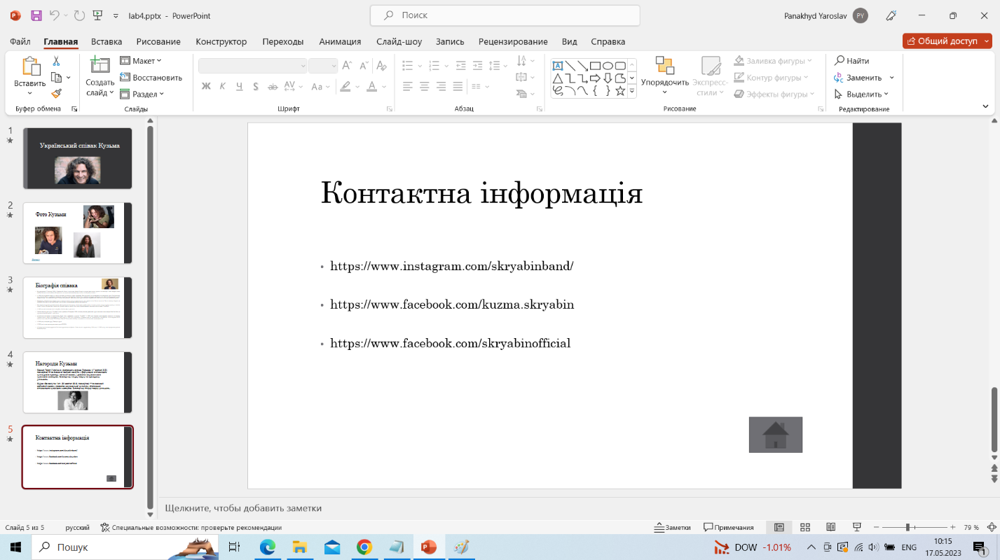 lab4.pptx - PowerPoint
Поиск
Panakhyd Yaroslav
PY
Файл
Главная
Вставка
Рисование
Конструктор
Переходы
Анимация
Слайд-шоу
Запись
Рецензирование
Вид
Справка
Общий доступ
Вставить
Буфер обмена
Создать
слайд
Макет
Восстановить
Раздел
Слайды
Ж К Ч S ab AV Aa A
Шрифт
Абзац
Упорядочить
Экспресс-
стили
Заливка фигуры
Контур фигуры
Эффекты фигуры
Рисование
Найти
Заменить
Выделить
Редактирование
1
Український співак Кузьма
2
Фото Кузьми
3
Біографія співака
4
Нагороди Кузьми
5
Контактна інформація
Контактна інформація
• https://www.instagram.com/skryabinband/
• https://www.facebook.com/kuzma.skryabin
• https://www.facebook.com/skryabinofficial
Щелкните, чтобы добавить заметки
Слайд 5 из 5
русский
Специальные возможности: проверьте рекомендации
Заметки
Примечания
79 %
Пошук
DOW -1.01%
ENG
10:15
17.05.2023
1